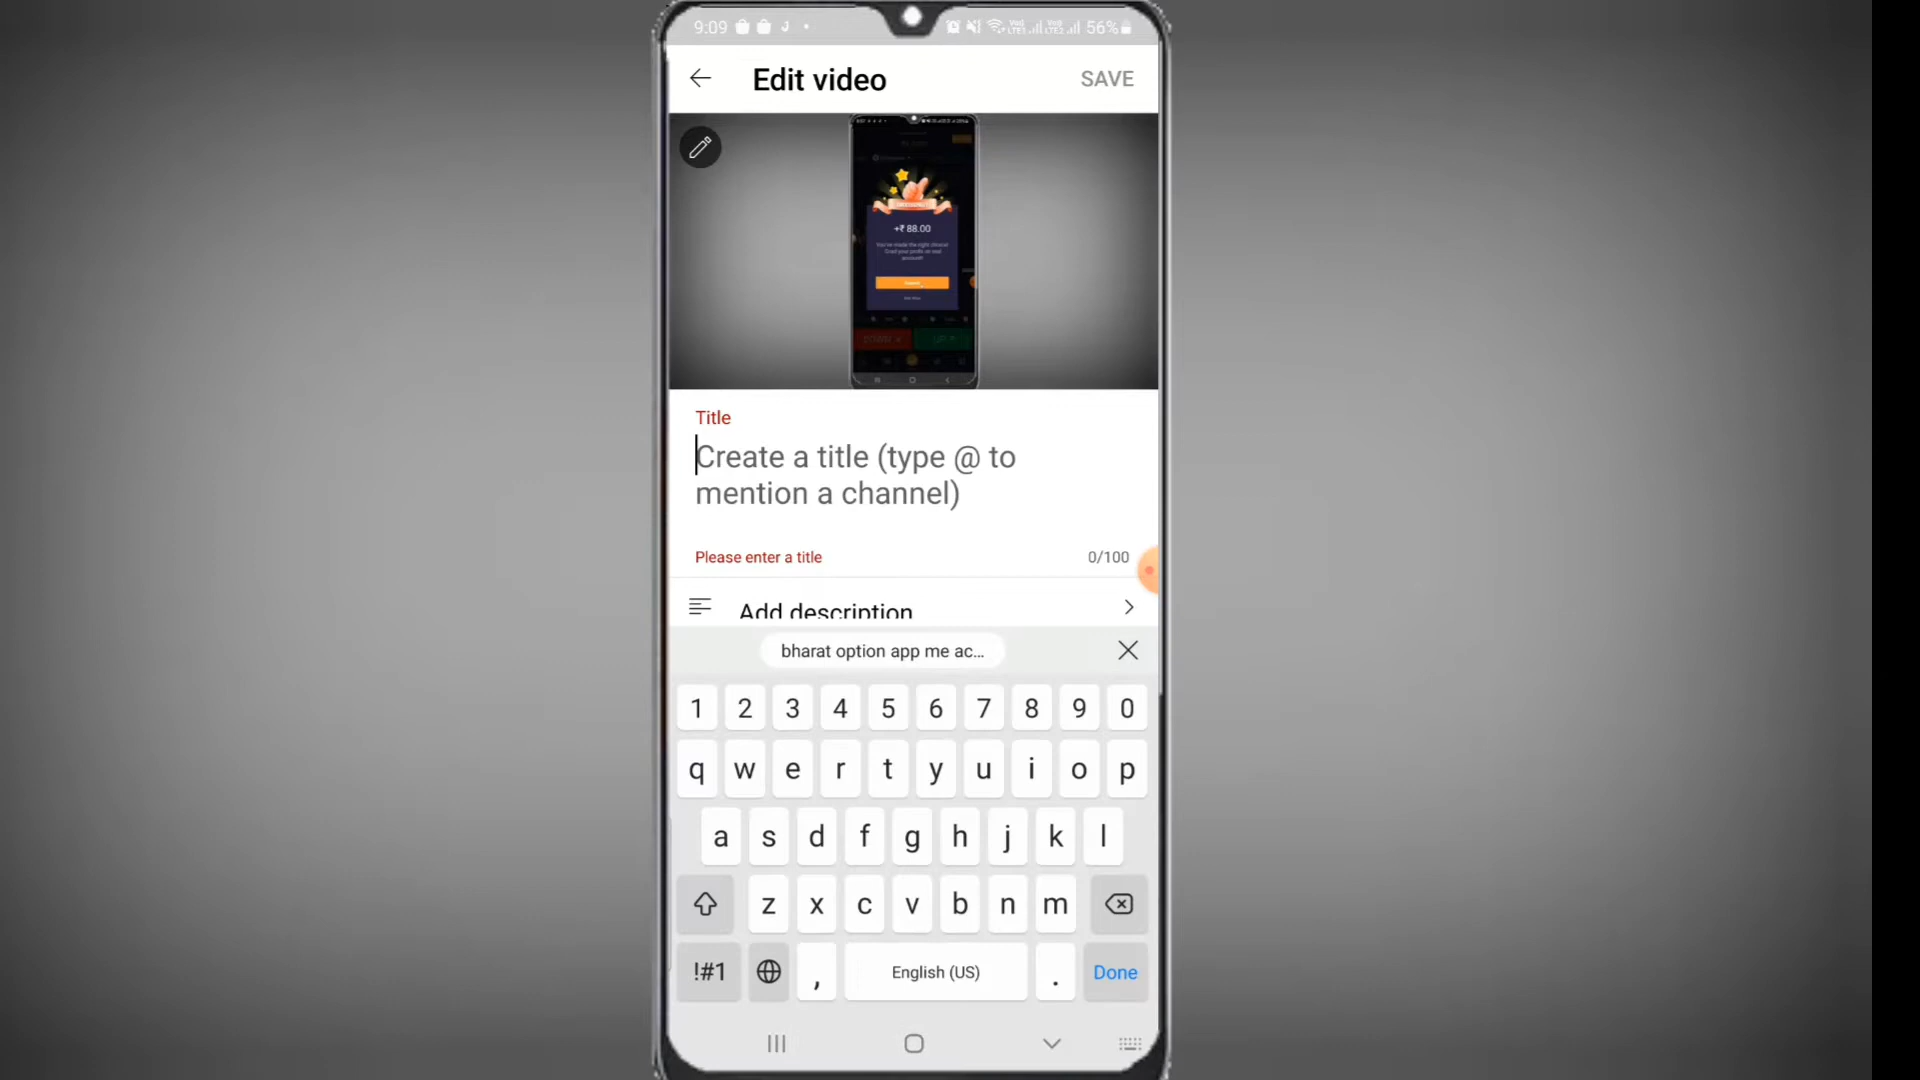 9:09
56%
Edit video
SAVE
+₹ 88.00
DOWN
UP
Title
Create a title (type @ to
mention a channel)
Please enter a title
0/100
Add description
bharat option app me ac...
1 2 3 4 5 6 7 8 9 0
q w e r t y u i o p
a s d f g h j k l
z x c v b n m
!#1 , English (US) . Done